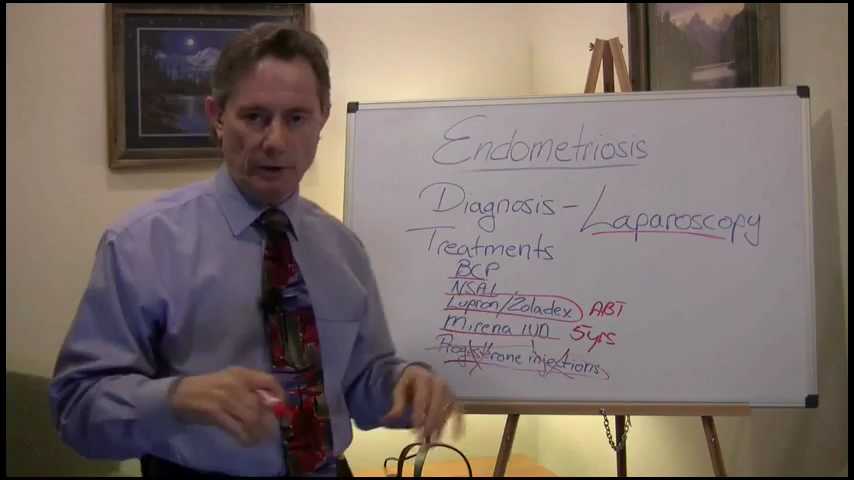 Endometriosis
Diagnosis - Laparoscopy
Treatments
BCP
NSAI
Lupron/Zoladex ABT
Mirena IUD 5yrs
Progesterone injections